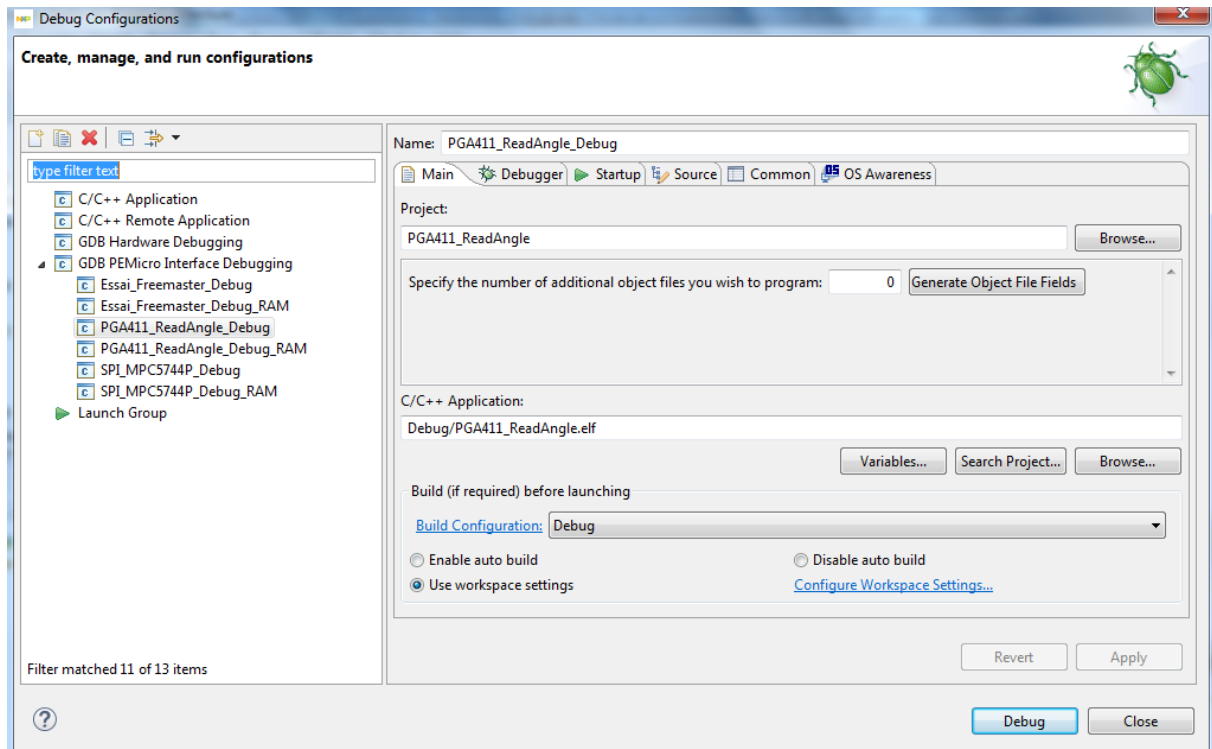 NXP Debug Configurations
Create, manage, and run configurations
type filter text
C/C++ Application
C/C++ Remote Application
GDB Hardware Debugging
GDB PEMicro Interface Debugging
Essai_Freemaster_Debug
Essai_Freemaster_Debug_RAM
PGA411_ReadAngle_Debug
PGA411_ReadAngle_Debug_RAM
SPI_MPC5744P_Debug
SPI_MPC5744P_Debug_RAM
Launch Group
Filter matched 11 of 13 items
Name: PGA411_ReadAngle_Debug
Main Debugger Startup Source Common OS OS Awareness
Project:
PGA411_ReadAngle Browse...
Specify the number of additional object files you wish to program: 0 Generate Object File Fields
C/C++ Application:
Debug/PGA411_ReadAngle.elf
Variables... Search Project... Browse...
Build (if required) before launching
Build Configuration: Debug
Enable auto build Disable auto build
Use workspace settings Configure Workspace Settings...
Revert Apply
? Debug Close